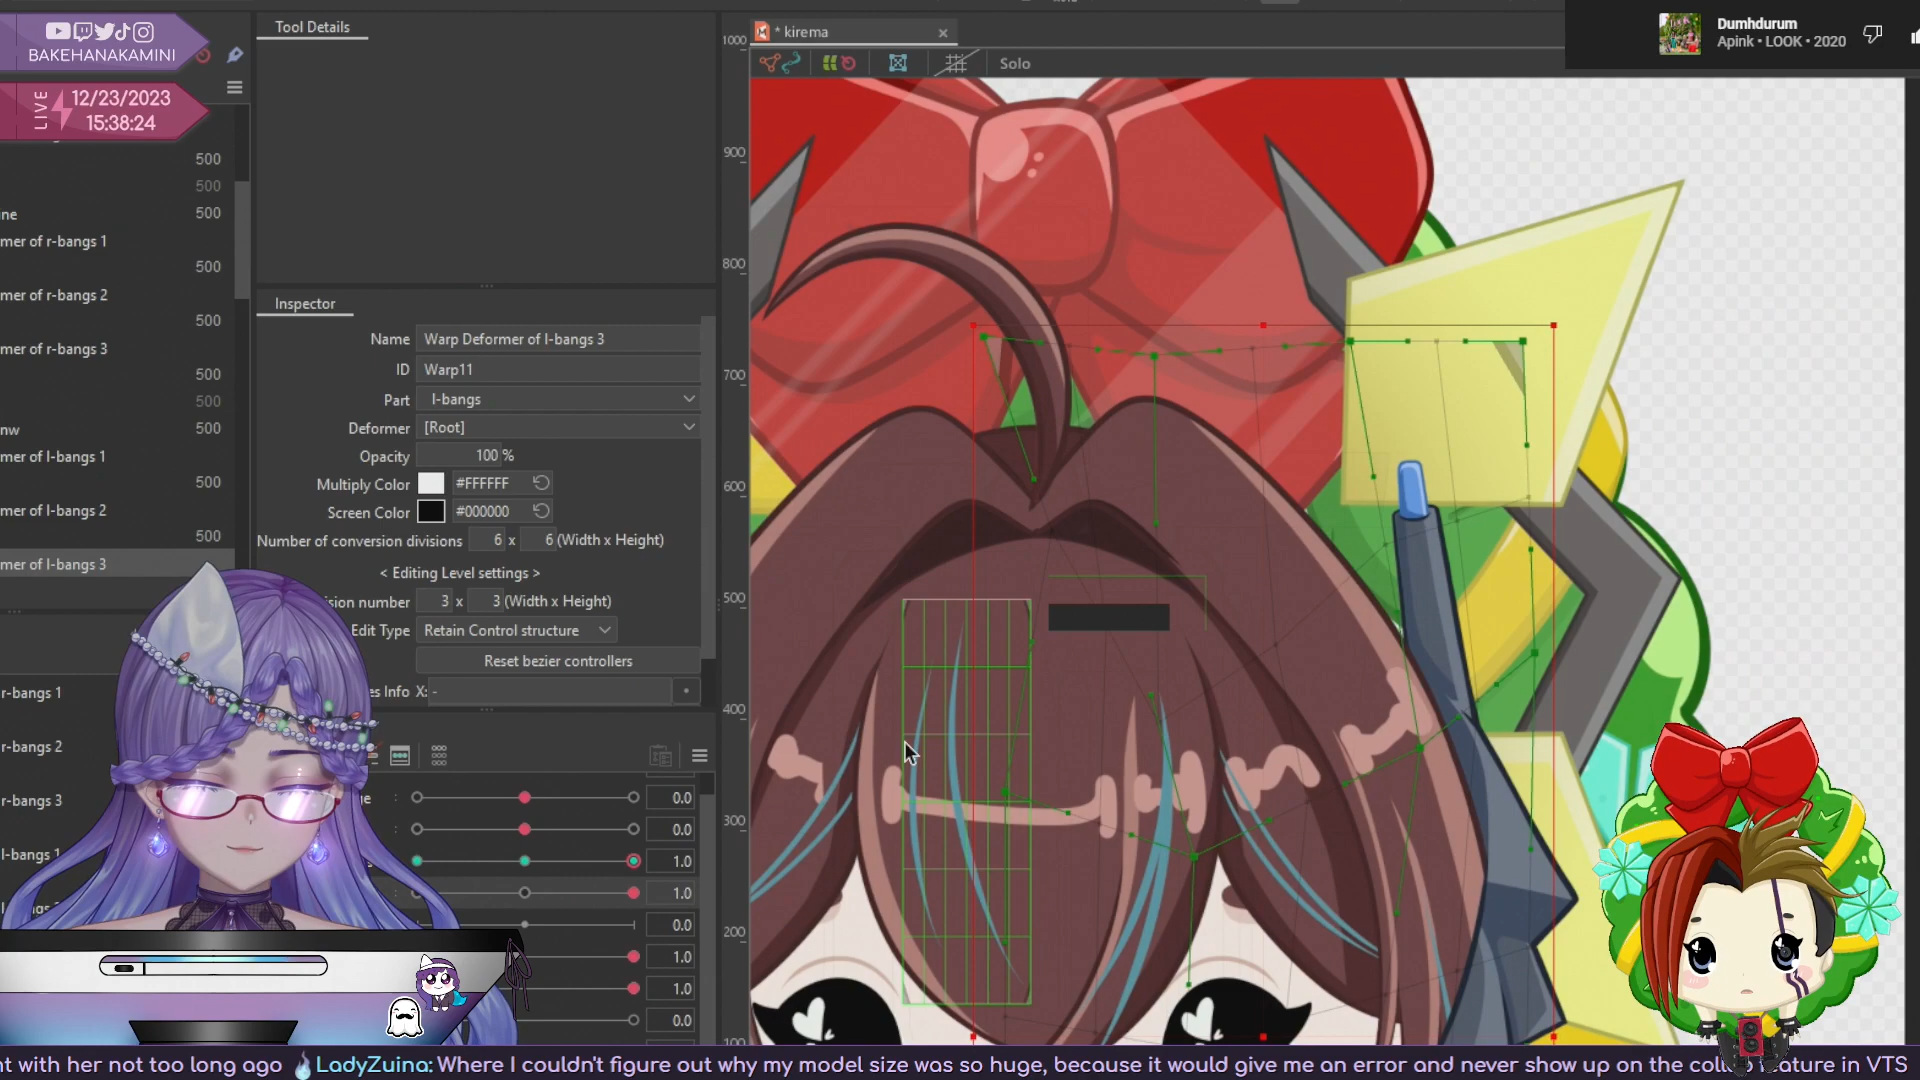 BAKEHANAKAMINI
LIVE
12/23/2023
15:38:24
Tool Details
* kirema
Solo
Dumhdurum
Apink • LOOK • 2020
500
500
ine
500
mer of r-bangs 1
500
mer of r-bangs 2
500
mer of r-bangs 3
500
500
nw
500
mer of l-bangs 1
500
mer of l-bangs 2
500
mer of l-bangs 3
Inspector
Name
Warp Deformer of l-bangs 3
ID
Warp11
Part
l-bangs
Deformer
[Root]
Opacity
100 %
Multiply Color
#FFFFFF
Screen Color
#000000
Number of conversion divisions
6 x 6 (Width x Height)
< Editing Level settings >
ision number
3 x 3 (Width x Height)
Edit Type
Retain Control structure
Reset bezier controllers
es Info X: -
r-bangs 1
r-bangs 2
r-bangs 3
l-bangs 1
0.0
0.0
1.0
1.0
0.0
1.0
1.0
0.0
1000
900
800
700
600
500
400
300
200
100
nt with her not too long ago LadyZuina: Where I couldn't figure out why my model size was so huge, because it would give me an error and never show up on the collab feature in VTS